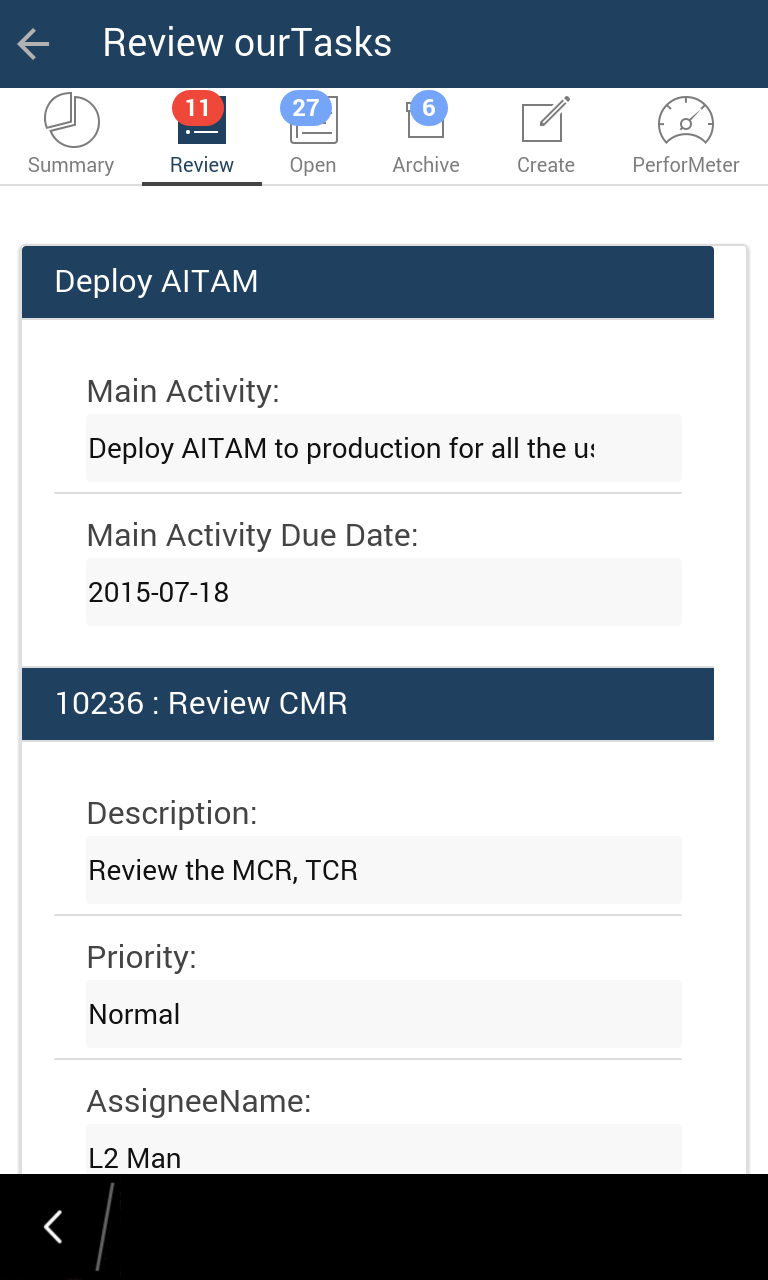 Review ourTasks
11
27
6
Summary
Review
Open
Archive
Create
PerforMeter
Deploy AITAM
Main Activity:
Deploy AITAM to production for all the
Main Activity Due Date:
2015-07-18
10236 : Review CMR
Description:
Review the MCR, TCR
Priority:
Normal
AssigneeName:
L2 Man